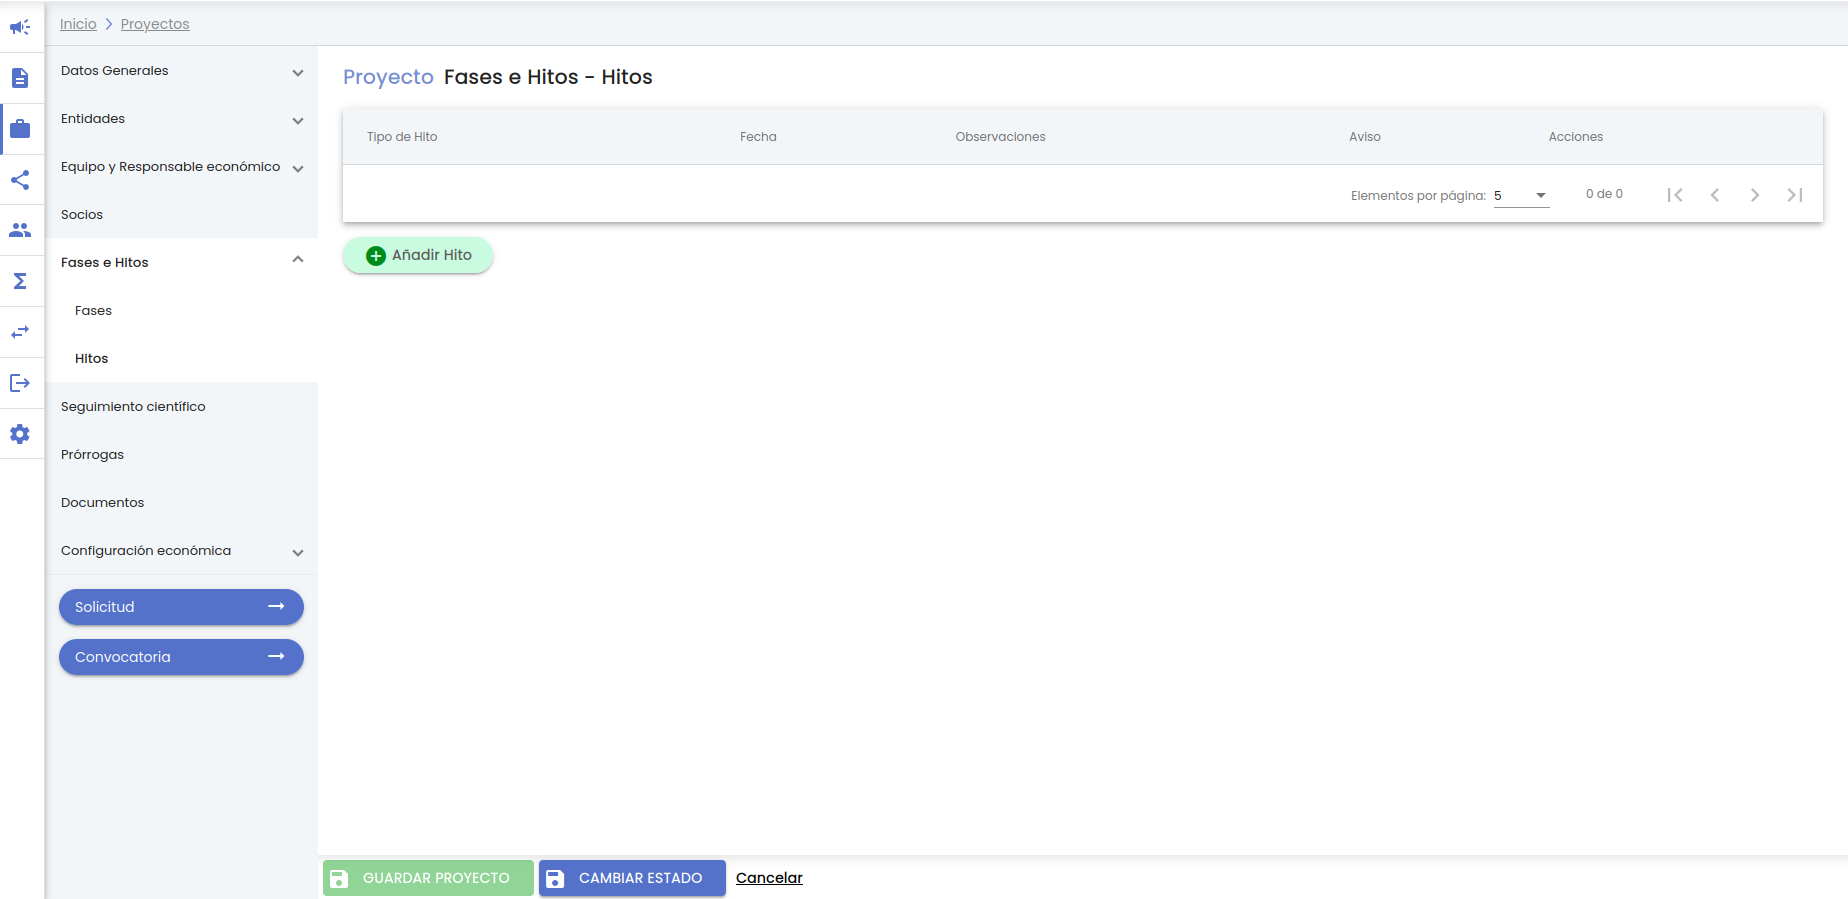 Inicio Proyectos
Datos Generales
Entidades
Equipo y Responsable económico
Socios
Fases e Hitos
Fases
Hitos
Seguimiento científico
Prórrogas
Documentos
Configuración económica
Solicitud
Convocatoria
Proyecto Fases e Hitos - Hitos
Tipo de Hito Fecha Observaciones Aviso Acciones
Elementos por página: 5 0 de 0
Añadir Hito
GUARDAR PROYECTO CAMBIAR ESTADO Cancelar